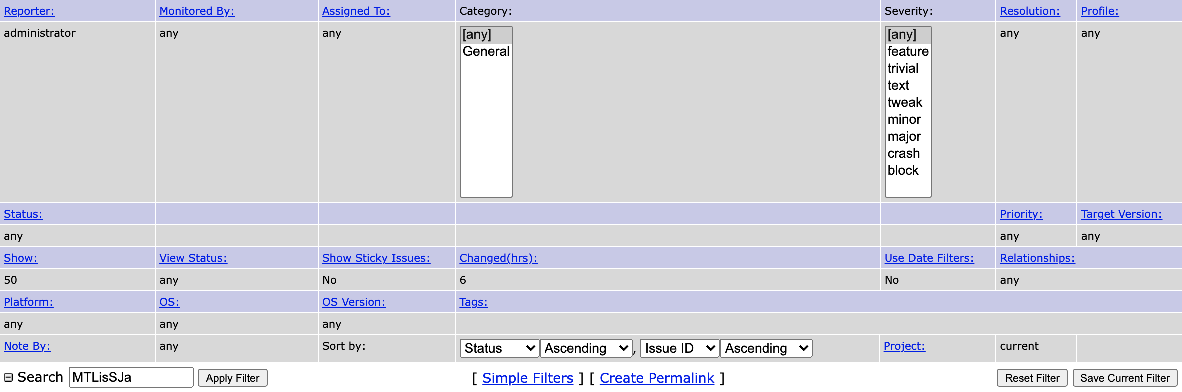 Reporter: Monitored By: Assigned To: Category: Severity: Resolution: Profile:
administrator any any [any] [any] any any
General feature
trivial
text
tweak
minor
major
crash
block
Status: Priority: Target Version:
any any any
Show: View Status: Show Sticky Issues: Changed(hrs): Use Date Filters: Relationships:
50 any No 6 No any
Platform: OS: OS Version: Tags:
any any any
Note By: any Sort by: Status Ascending, Issue ID Ascending Project: current
Search MTLisSJa Apply Filter [ Simple Filters ] [ Create Permalink ] Reset Filter Save Current Filter